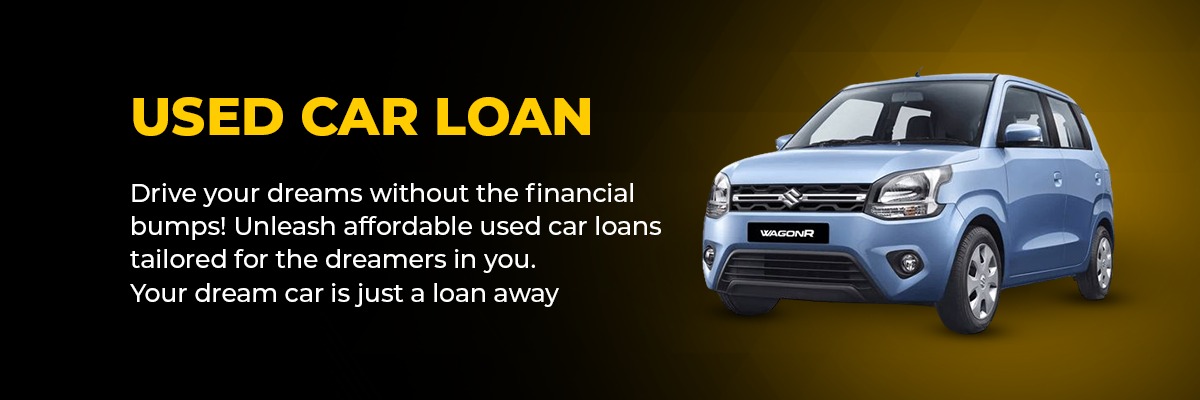 USED CAR LOAN
Drive your dreams without the financial
bumps! Unleash affordable used car loans
tailored for the dreamers in you.
Your dream car is just a loan away
WAGONR